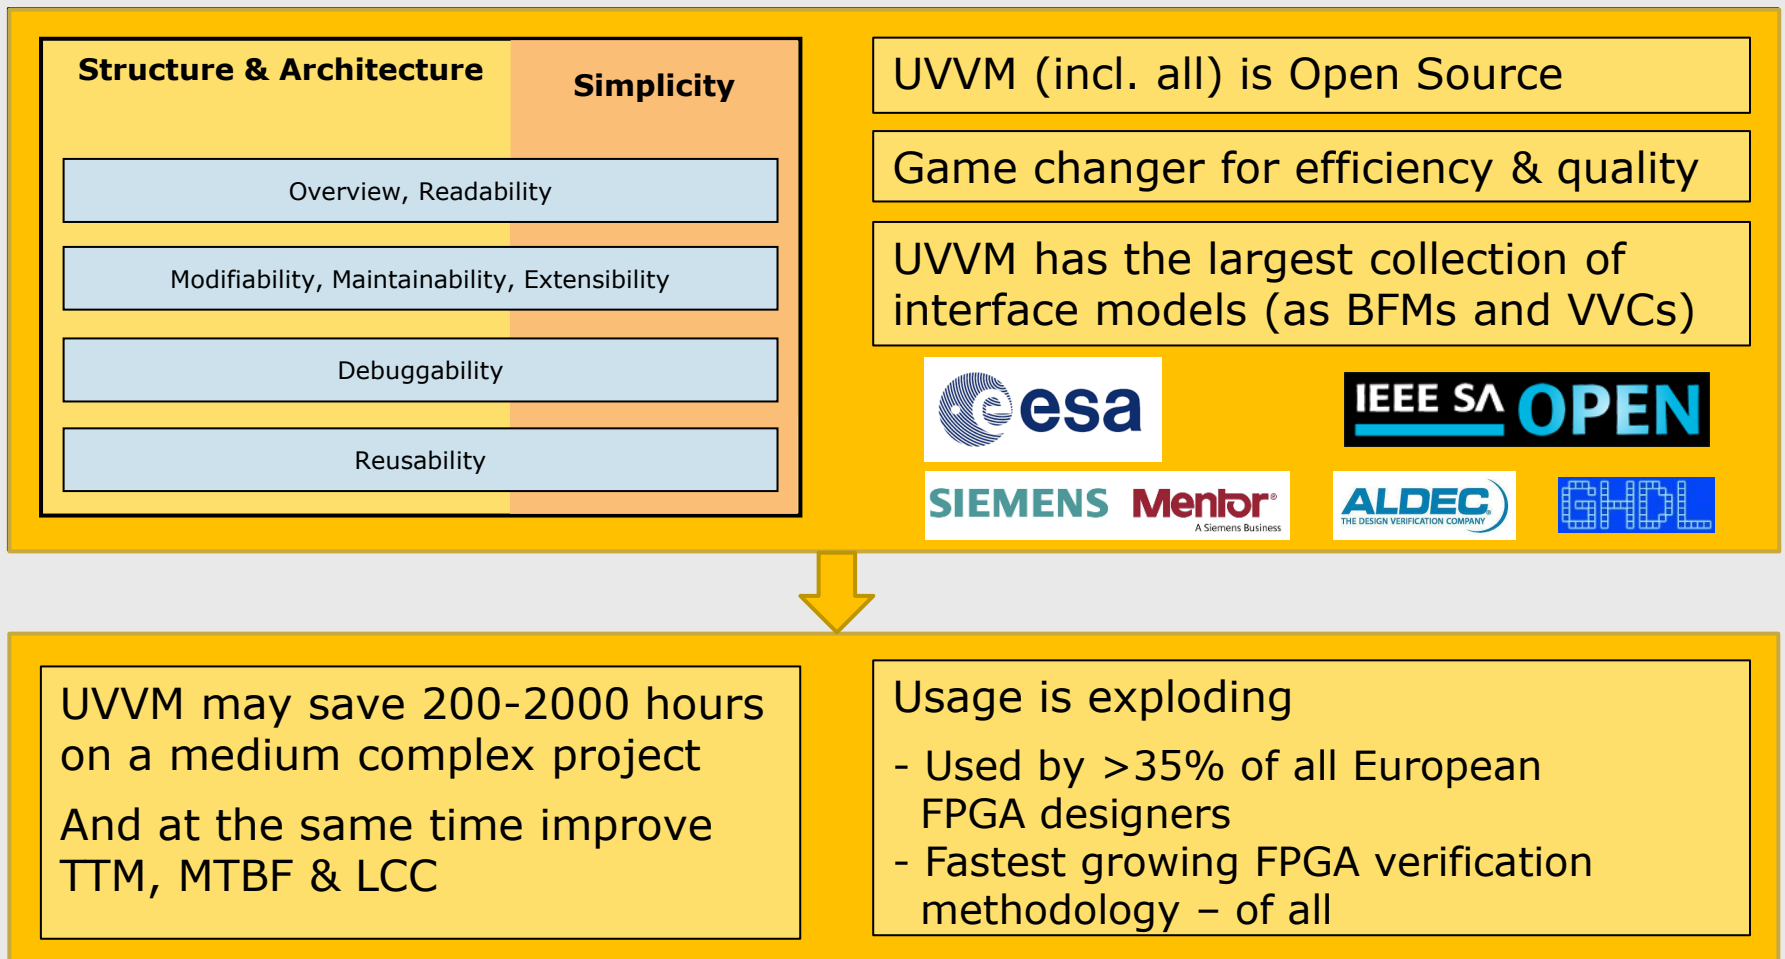 Structure & Architecture
Simplicity
Overview, Readability
Modifiability, Maintainability, Extensibility
Debuggability
Reusability
UVVM (incl. all) is Open Source
Game changer for efficiency & quality
UVVM has the largest collection of
interface models (as BFMs and VVCs)
esa
IEEE SA OPEN
SIEMENS Mentor®
A Siemens Business
ALDEC®
THE DESIGN VERIFICATION COMPANY
GHDL
UVVM may save 200-2000 hours
on a medium complex project
And at the same time improve
TTM, MTBF & LCC
Usage is exploding
- Used by >35% of all European
FPGA designers
- Fastest growing FPGA verification
methodology – of all